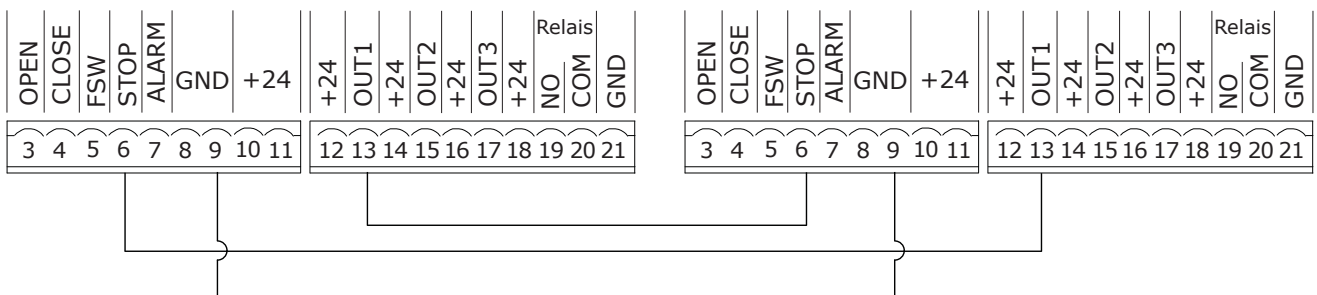 OPEN CLOSE FSW STOP ALARM GND +24 +24 OUT1 +24 OUT2 +24 OUT3 +24 Relais NO COM GND
3 4 5 6 7 8 9 10 11 12 13 14 15 16 17 18 19 20 21
OPEN CLOSE FSW STOP ALARM GND +24 +24 OUT1 +24 OUT2 +24 OUT3 +24 Relais NO COM GND
3 4 5 6 7 8 9 10 11 12 13 14 15 16 17 18 19 20 21